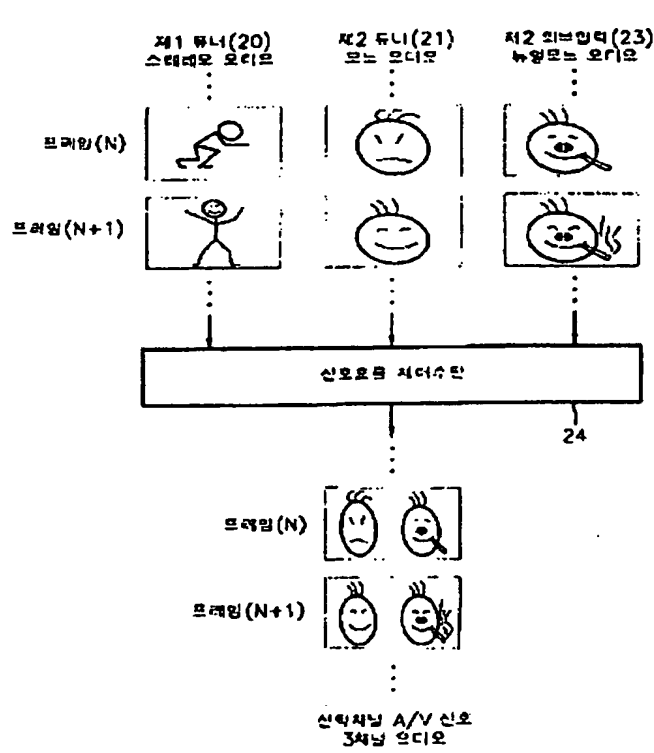 제1 튜너(20)
스테레오 오디오
제2 튜너(21)
모노 오디오
제2 외부입력(23)
듀얼모노 오디오
프레임(N)
프레임(N+1)
신호흐름 제어수단
24
프레임(N)
프레임(N+1)
선택채널 A/V 신호
3채널 오디오